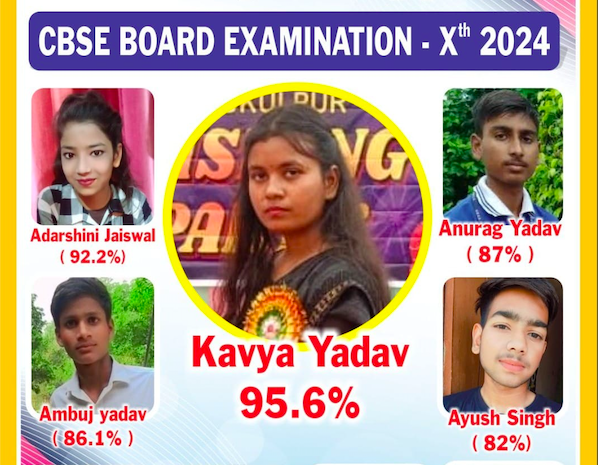 CBSE BOARD EXAMINATION - Xth 2024
Adarshini Jaiswal
( 92.2%)
Anurag Yadav
( 87% )
Kavya Yadav
95.6%
Ambuj yadav
( 86.1% )
Ayush Singh
( 82%)